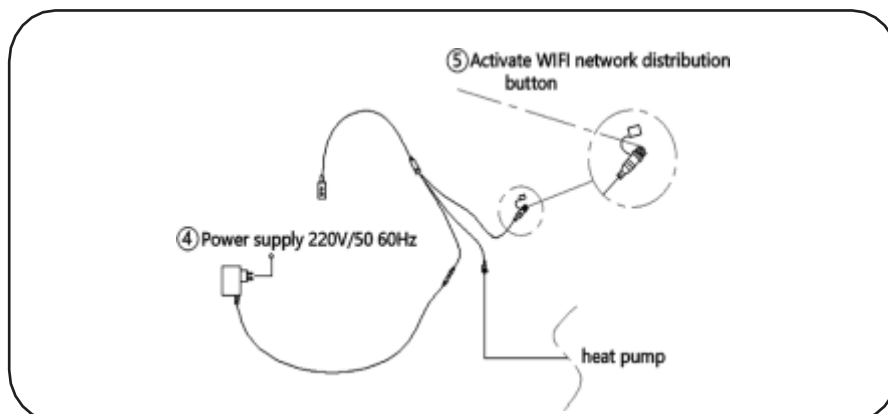 ⑤Activate WIFI network distribution
button
④Power supply 220V/50 60Hz
heat pump